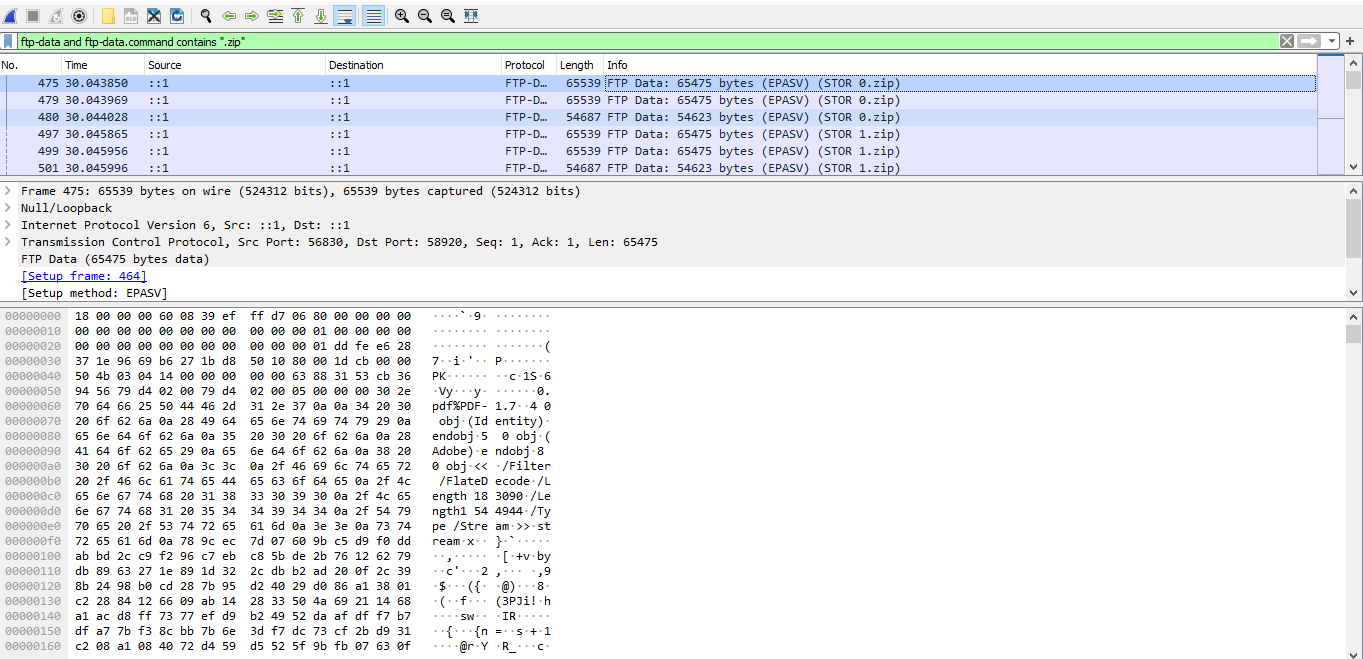 ftp-data and ftp-data.command contains ".zip"
No. Time Source Destination Protocol Length Info
475 30.043850 ::1 ::1 FTP-D… 65539 FTP Data: 65475 bytes (EPASV) (STOR 0.zip)
479 30.043969 ::1 ::1 FTP-D… 65539 FTP Data: 65475 bytes (EPASV) (STOR 0.zip)
480 30.044028 ::1 ::1 FTP-D… 54687 FTP Data: 54623 bytes (EPASV) (STOR 0.zip)
497 30.045865 ::1 ::1 FTP-D… 65539 FTP Data: 65475 bytes (EPASV) (STOR 1.zip)
499 30.045956 ::1 ::1 FTP-D… 65539 FTP Data: 65475 bytes (EPASV) (STOR 1.zip)
501 30.045996 ::1 ::1 FTP-D… 54687 FTP Data: 54623 bytes (EPASV) (STOR 1.zip)
Frame 475: 65539 bytes on wire (524312 bits), 65539 bytes captured (524312 bits)
Null/Loopback
Internet Protocol Version 6, Src: ::1, Dst: ::1
Transmission Control Protocol, Src Port: 56830, Dst Port: 58920, Seq: 1, Ack: 1, Len: 65475
FTP Data (65475 bytes data)
[Setup frame: 464]
[Setup method: EPASV]
00000000 18 00 00 00 60 08 39 ef ff d7 06 80 00 00 00 00 ····`·9· ········
00000010 00 00 00 00 00 00 00 00 00 00 00 01 00 00 00 00 ········ ········
00000020 00 00 00 00 00 00 00 00 00 00 00 01 dd fe e6 28 ········ ·······(
00000030 37 1e 96 69 b6 27 1b d8 50 10 80 00 1d cb 00 00 7··i·'·· P·······
00000040 50 4b 03 04 14 00 00 00 00 00 63 88 31 53 cb 36 PK······ ··c·1S·6
00000050 94 56 79 d4 02 00 79 d4 02 00 05 00 00 00 30 2e ·Vy···y· ······0.
00000060 70 64 66 25 50 44 46 2d 31 2e 37 0a 0a 34 20 30 pdf%PDF- 1.7··4 0
00000070 20 6f 62 6a 0a 28 49 64 65 6e 74 69 74 79 29 0a obj·(Id entity)·
00000080 65 6e 64 6f 62 6a 0a 35 20 30 20 6f 62 6a 0a 28 endobj·5 0 obj·(
00000090 41 64 6f 62 65 29 0a 65 6e 64 6f 62 6a 0a 38 20 Adobe)·e ndobj·8
000000a0 30 20 6f 62 6a 0a 3c 3c 0a 2f 46 69 6c 74 65 72 0 obj·<< ·/Filter
000000b0 20 2f 46 6c 61 74 65 44 65 63 6f 64 65 0a 2f 4c /FlateD ecode·/L
000000c0 65 6e 67 74 68 20 31 38 33 30 39 30 0a 2f 4c 65 ength 18 3090·/Le
000000d0 6e 67 74 68 31 20 35 34 34 39 34 34 0a 2f 54 79 ngth1 54 4944·/Ty
000000e0 70 65 20 2f 53 74 72 65 61 6d 0a 3e 3e 0a 73 74 pe /Stre am·>>·st
000000f0 72 65 61 6d 0a 78 9c ec 7d 07 60 9b c5 d9 f0 dd ream·x·· }·`·····
00000100 ab bd 2c c9 f2 96 c7 eb c8 5b de 2b 76 12 62 79 ··,····· ·[·+v·by
00000110 db 89 63 27 1e 89 1d 32 2c db b2 ad 20 0f 2c 39 ··c'···2 ,··· ·,9
00000120 8b 24 98 b0 cd 28 7b 95 d2 40 29 d0 86 a1 38 01 ·$···({· ·@)···8·
00000130 c2 28 84 12 66 09 ab 14 28 33 50 4a 69 21 14 68 ·(··f··· (3PJi!·h
00000140 a1 ac d8 ff 73 77 ef d9 b2 49 52 da af df f7 b7 ····sw·· ·IR·····
00000150 df a7 7b f3 8c bb 7b 6e 3d f7 dc 73 cf 2b d9 31 ··{···{n =··s·+·1
00000160 c2 08 a1 08 40 72 d4 59 d5 52 5f 9b fb 07 63 0f ····@r·Y ·R_···c·